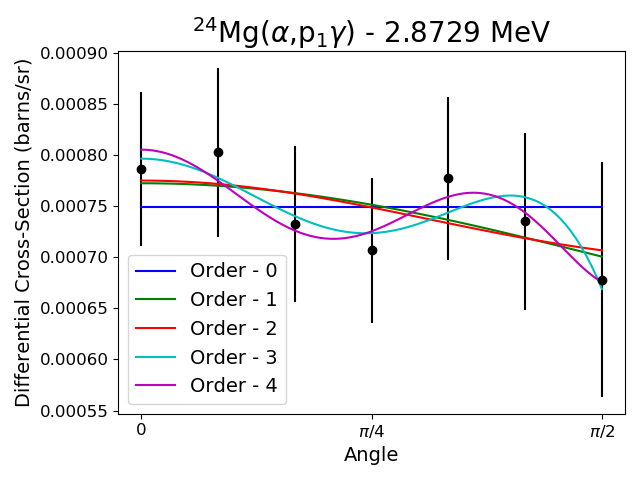 ²⁴Mg(α,p₁γ) - 2.8729 MeV
Differential Cross-Section (barns/sr)
0.00090
0.00085
0.00080
0.00075
0.00070
0.00065
0.00060
0.00055
Order - 0
Order - 1
Order - 2
Order - 3
Order - 4
0
π/4
π/2
Angle